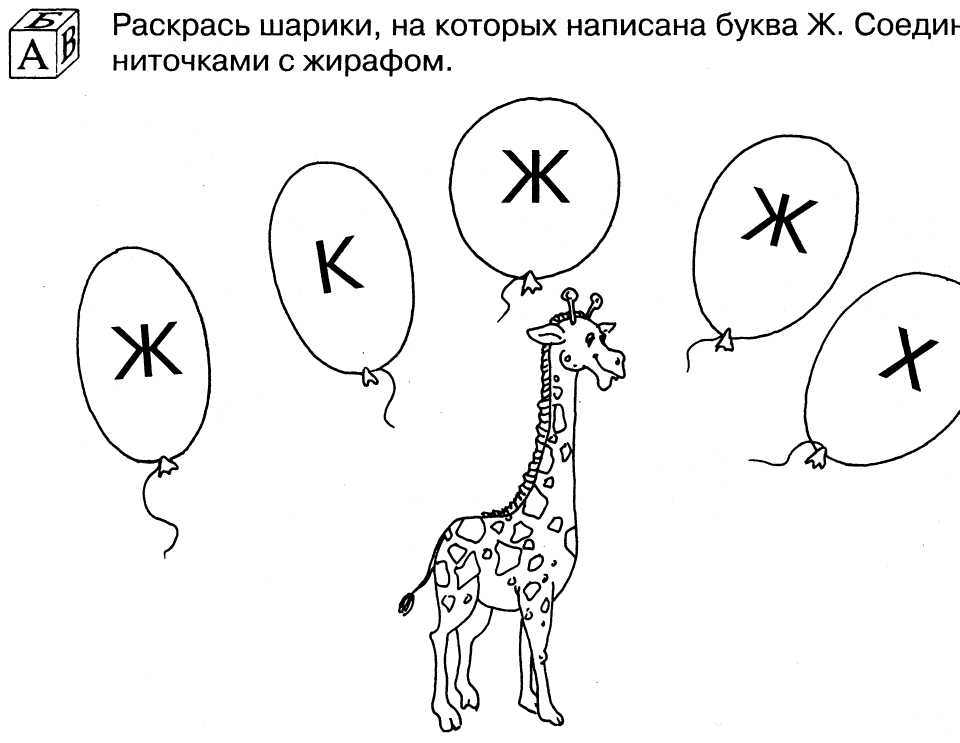 Б
А В
Раскрась шарики, на которых написана буква Ж. Соедин
ниточками с жирафом.
Ж
К
Ж
Ж
Х